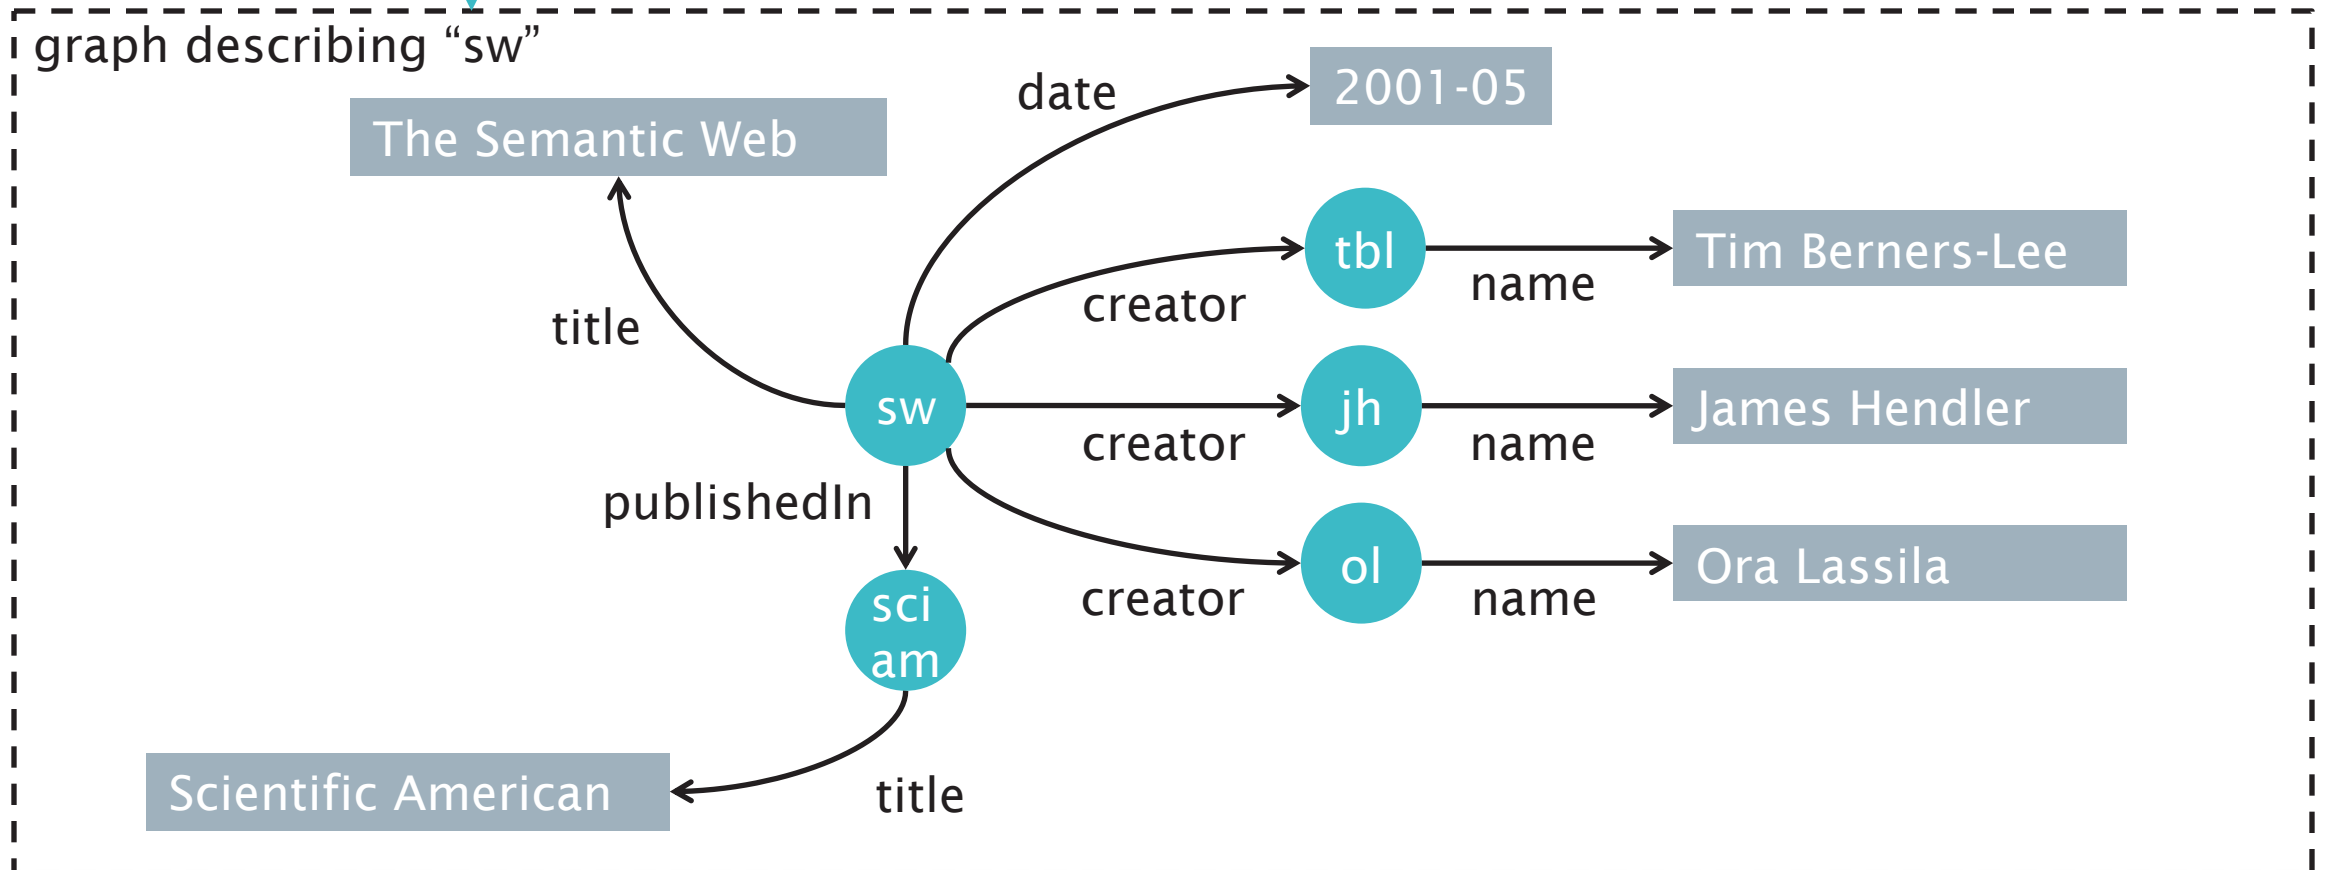 graph describing “sw”
date
2001-05
The Semantic Web
tbl
Tim Berners-Lee
name
creator
title
sw
jh
James Hendler
creator
name
publishedIn
ol
Ora Lassila
creator
name
sci
am
Scientific American
title